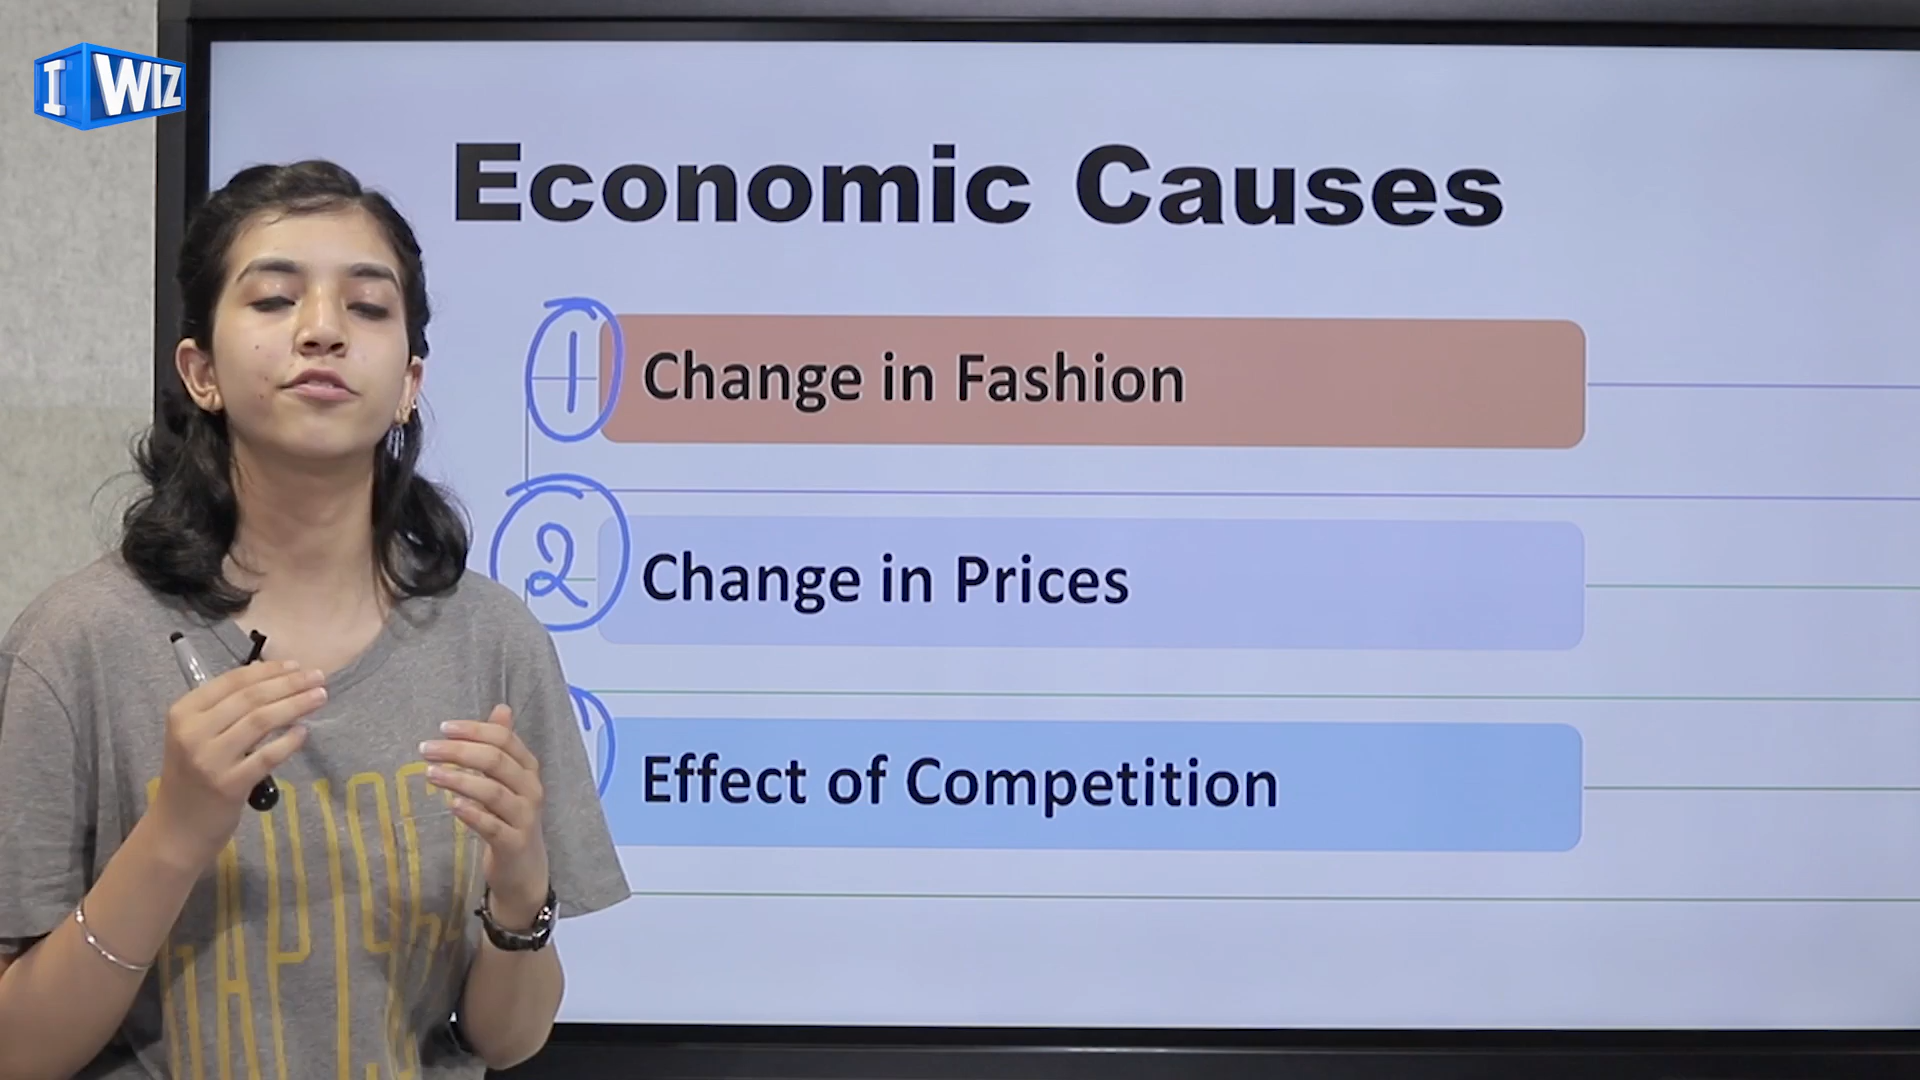 I WIZ
Economic Causes
1 Change in Fashion
2 Change in Prices
Effect of Competition